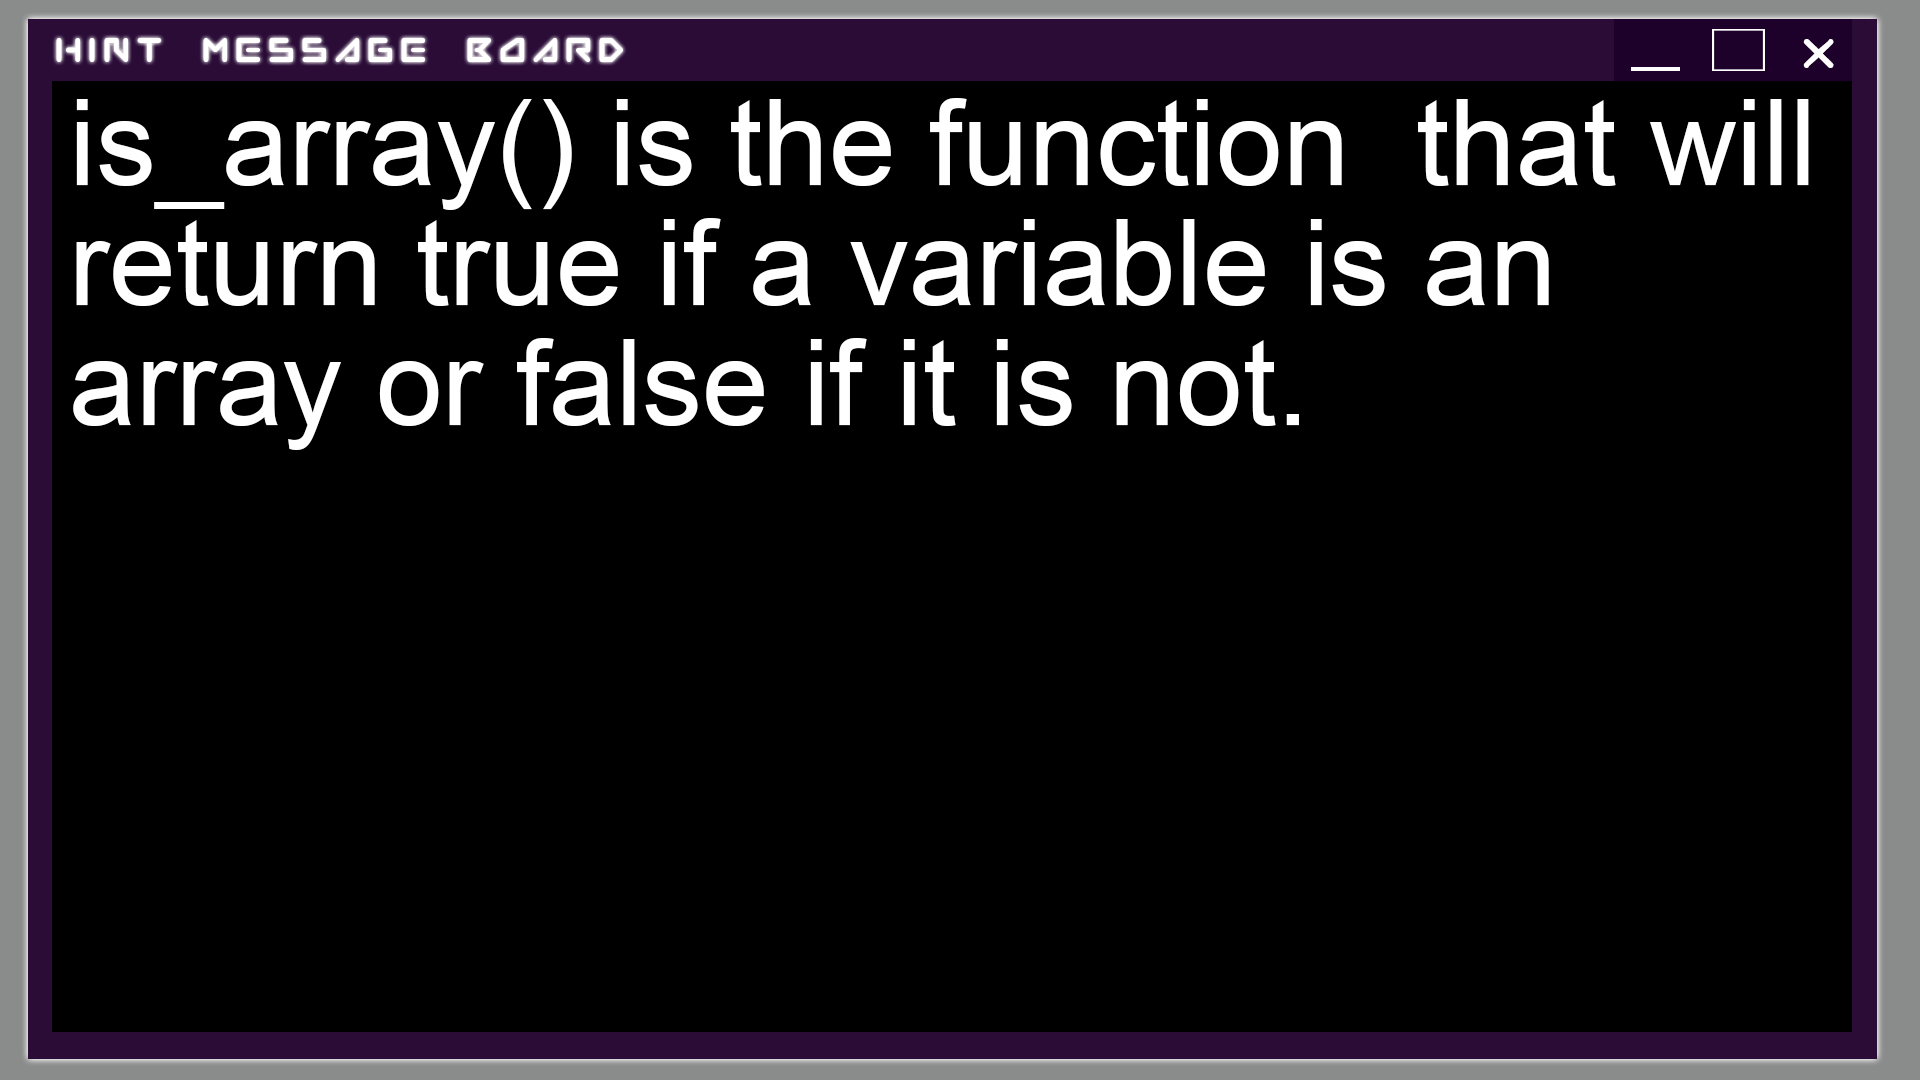 HINT MESSAGE BOARD
is_array() is the function  that will
return true if a variable is an
array or false if it is not.